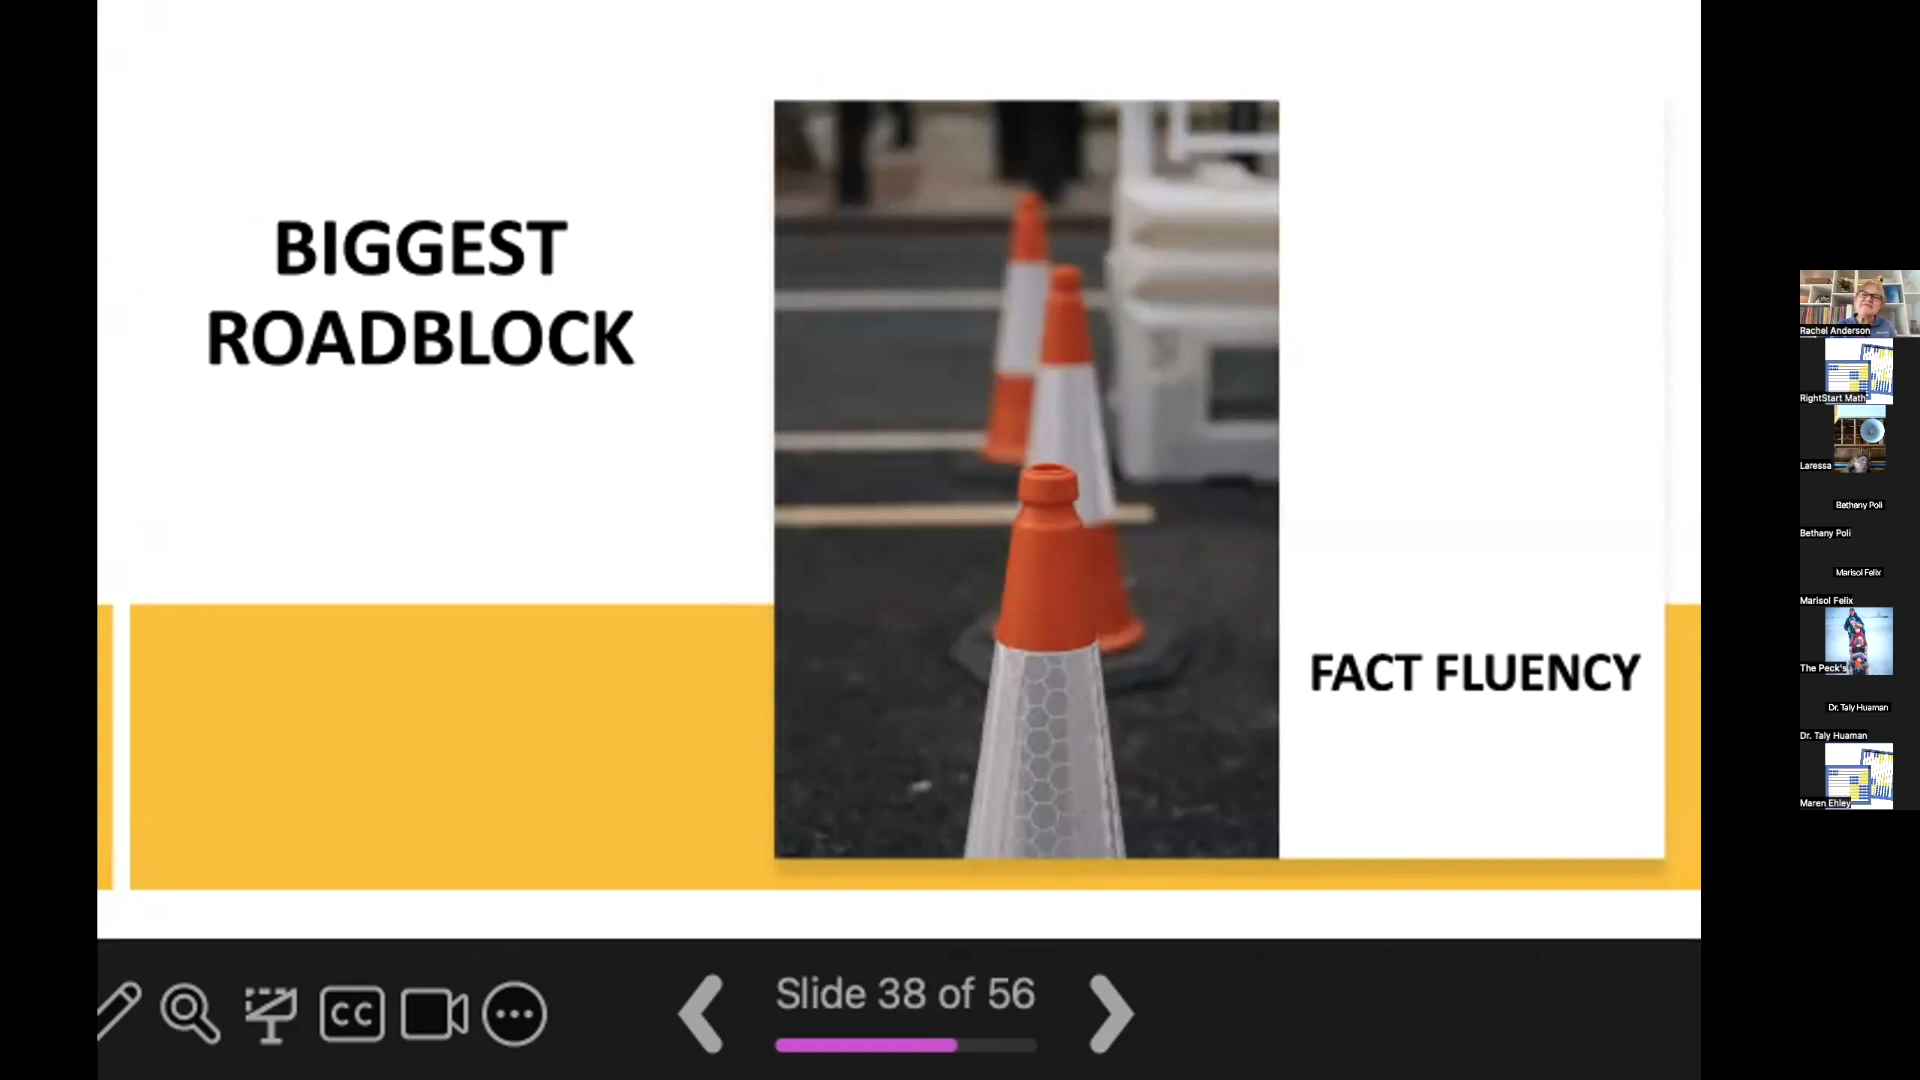 BIGGEST
ROADBLOCK
FACT FLUENCY
CC
Slide 38 of 56
Rachel Anderson
RightStart Math
Laressa
Bethany Poli
Bethany Poli
Marisol Felix
Marisol Felix
The Peck's
Dr. Taly Huaman
Dr. Taly Huaman
Maren Ehley